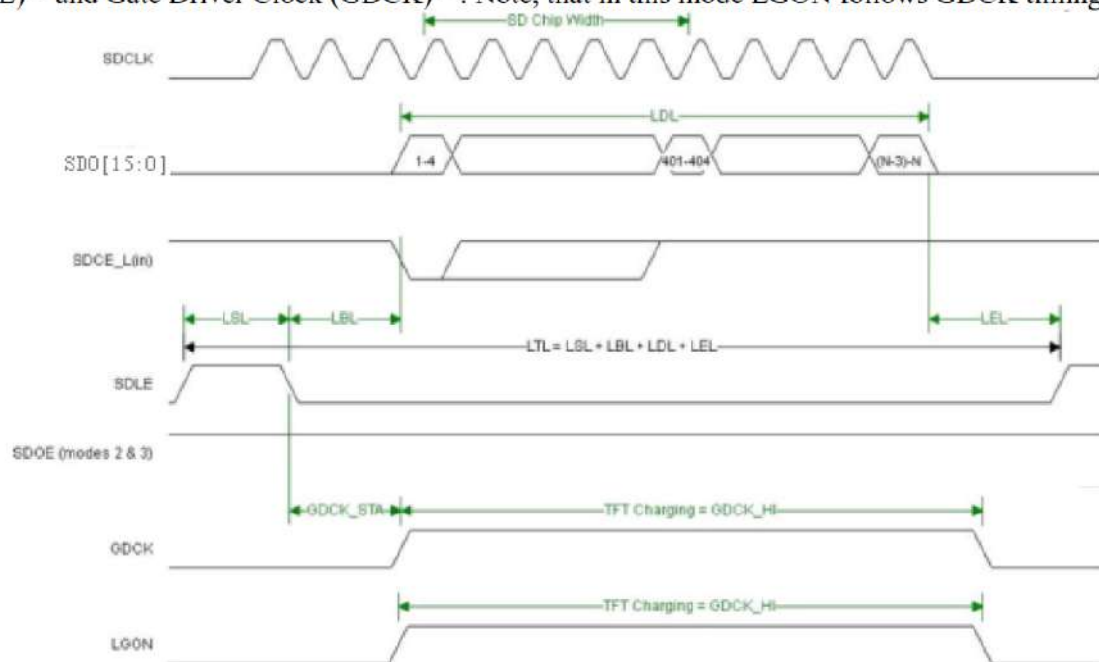 and Gate Driver Clock (GDCK)
. Note, that in this mode LGON follows GDCK timing
SD Chip Width
SDCLK
LDL
SDO[15:0]
1-4
401-404
(N-3)-N
SDCE_L(in)
LSL
LBL
LEL
LTL = LSL + LBL + LDL + LEL
SDLE
SDOE (modes 2 & 3)
GDCK_STA
TFT Charging = GDCK_HI
GDCK
TFT Charging = GDCK_HI
LGON